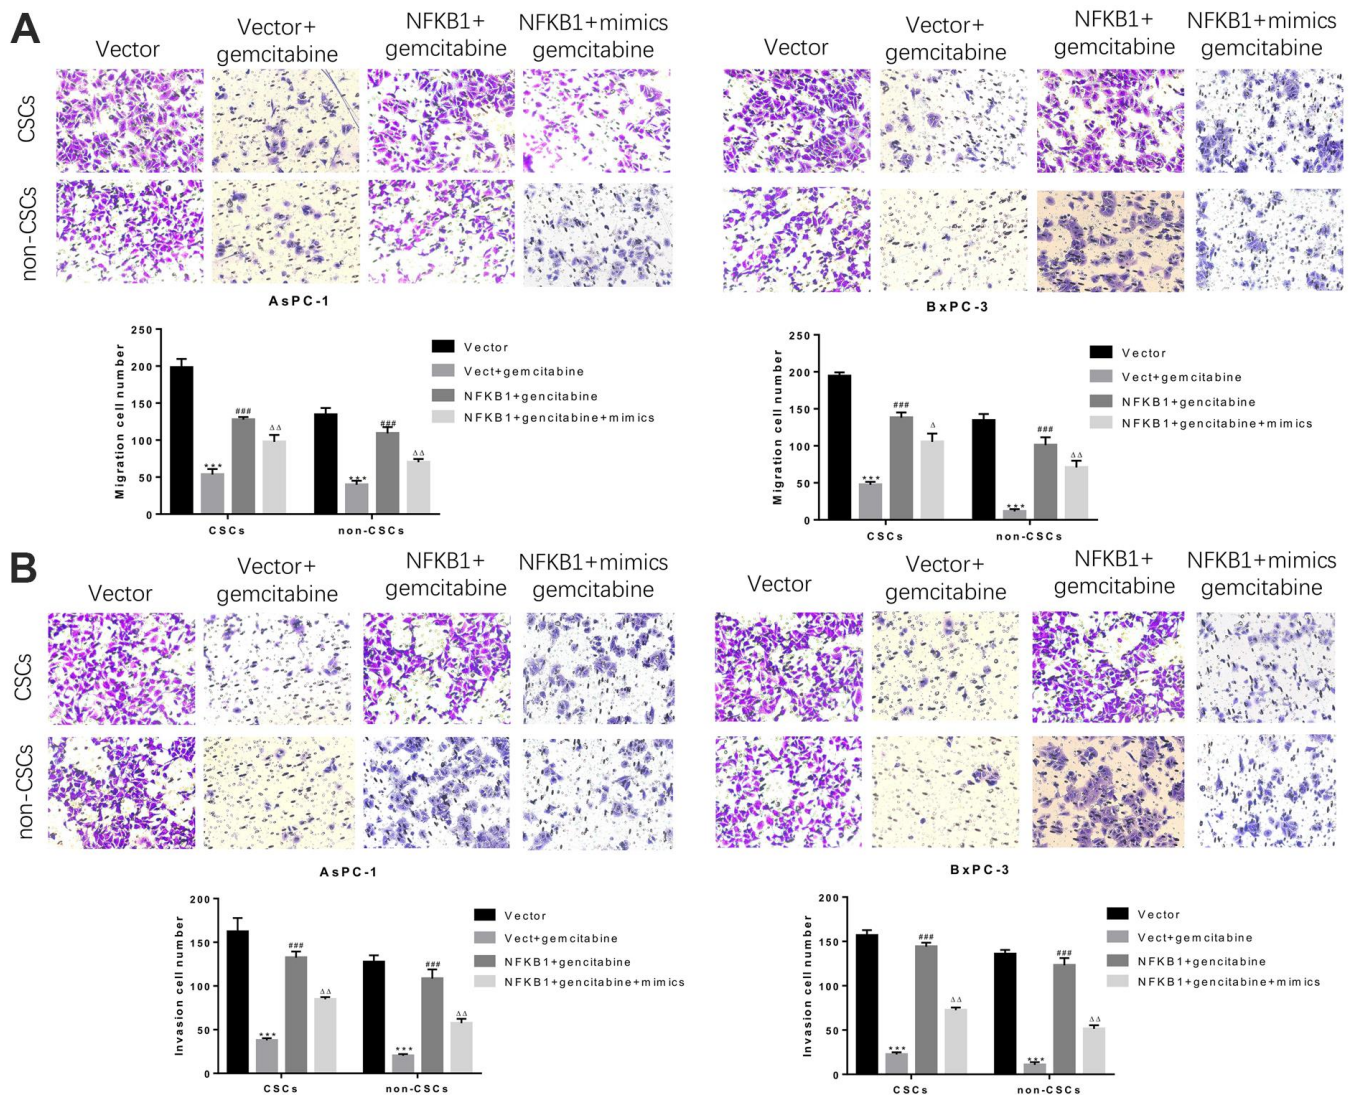 A
Vector
Vector+
gemcitabine
NFKB1+
gemcitabine
NFKB1+mimics
gemcitabine
Vector
Vector+
gemcitabine
NFKB1+
gemcitabine
NFKB1+mimics
gemcitabine
CSCs
non-CSCs
AsPC-1
BxPC-3
Migration cell number
250
200
150
100
50
0
***
###
ΔΔ
***
###
ΔΔ
CSCs
non-CSCs
Vector
Vect+gemcitabine
NFKB1+gencitabine
NFKB1+gencitabine+mimics
Migration cell number
250
200
150
100
50
0
***
###
Δ
***
###
ΔΔ
CSCs
non-CSCs
Vector
Vect+gemcitabine
NFKB1+gencitabine
NFKB1+gencitabine+mimics
B
Vector
Vector+
gemcitabine
NFKB1+
gemcitabine
NFKB1+mimics
gemcitabine
Vector
Vector+
gemcitabine
NFKB1+
gemcitabine
NFKB1+mimics
gemcitabine
CSCs
non-CSCs
AsPC-1
BxPC-3
Invasion cell number
200
150
100
50
0
***
###
ΔΔ
***
###
ΔΔ
CSCs
non-CSCs
Vector
Vect+gemcitabine
NFKB1+gencitabine
NFKB1+gencitabine+mimics
Invasion cell number
200
150
100
50
0
***
###
ΔΔ
***
###
ΔΔ
CSCs
non-CSCs
Vector
Vect+gemcitabine
NFKB1+gencitabine
NFKB1+gencitabine+mimics